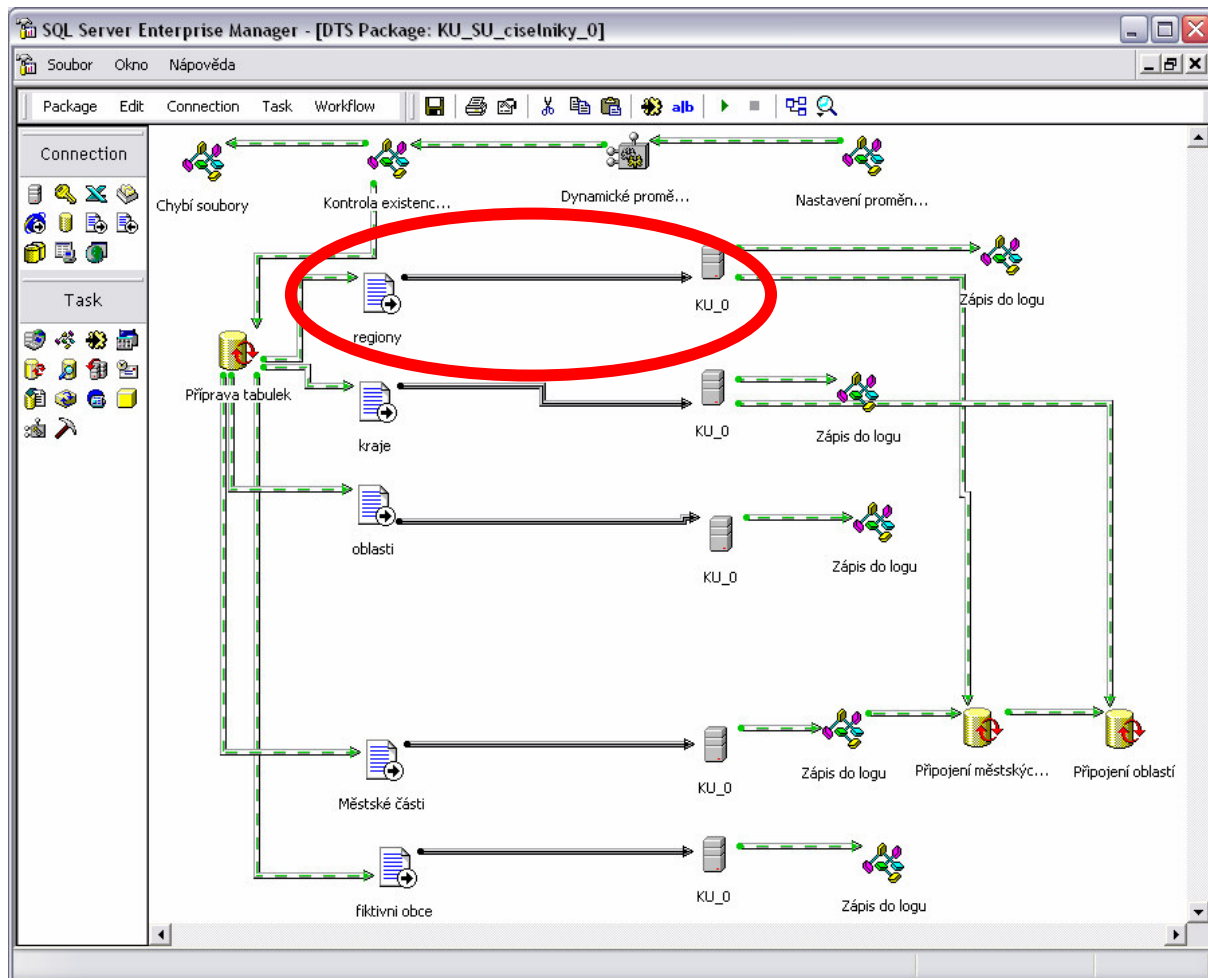 SQL Server Enterprise Manager - [DTS Package: KU_SU_ciselniky_0]
Soubor Okno Nápověda
Package Edit Connection Task Workflow alb
Connection
Task
Chybí soubory
Kontrola existenc...
Dynamické promě...
Nastavení proměn...
regiony
KU_0
Zápis do logu
Příprava tabulek
kraje
KU_0
Zápis do logu
oblasti
KU_0
Zápis do logu
Městské části
KU_0
Zápis do logu
Připojení městskýc...
Připojení oblastí
fiktivni obce
KU_0
Zápis do logu